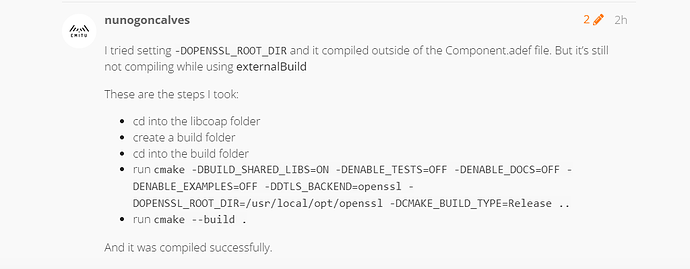 nunogoncalves
2
2h
EMITU
I tried setting -DOPENSSL_ROOT_DIR and it compiled outside of the Component.adef file. But it's still
not compiling while using externalBuild
These are the steps I took:
cd into the libcoap folder
create a build folder
cd into the build folder
run cmake -DBUILD_SHARED_LIBS=ON -DENABLE_TESTS=OFF -DENABLE_DOCS=OFF -
DENABLE_EXAMPLES=OFF -DDTLS_BACKEND=openssl -
DOPENSSL_ROOT_DIR=/usr/local/opt/openssl -DCMAKE_BUILD_TYPE=Release ..
run cmake --build .
And it was compiled successfully.